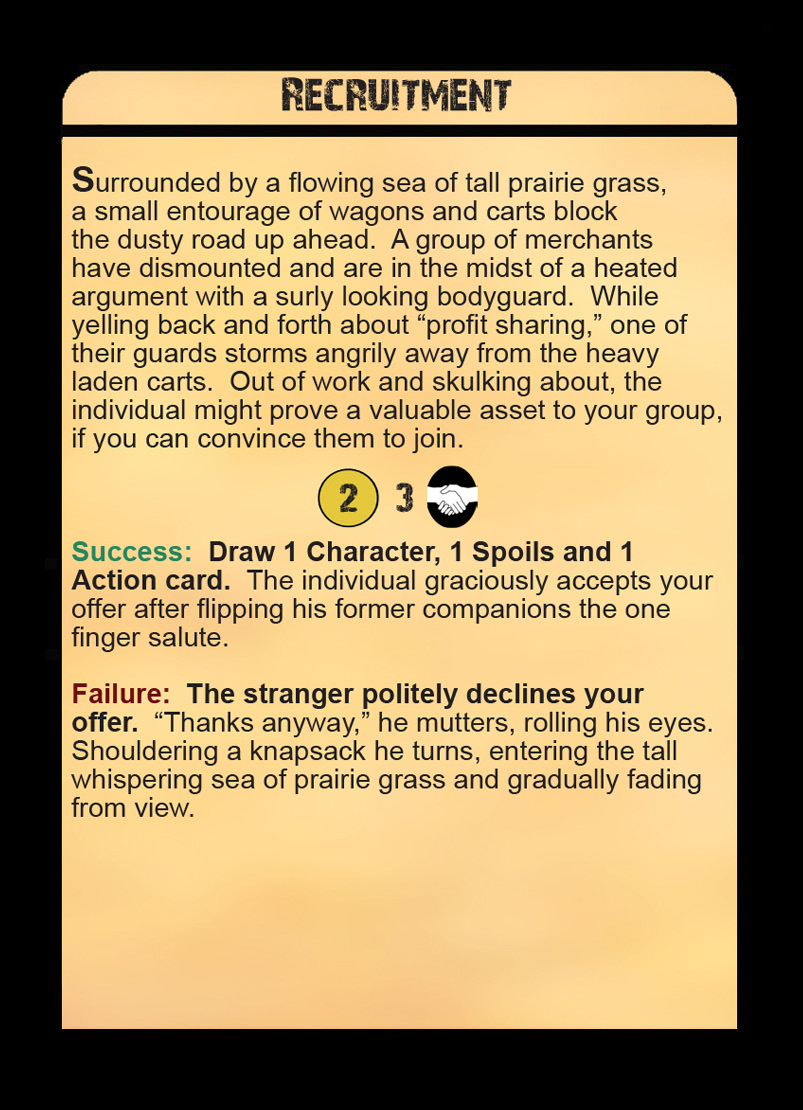 RECRUITMENT
Surrounded by a flowing sea of tall prairie grass,
a small entourage of wagons and carts block
the dusty road up ahead.  A group of merchants
have dismounted and are in the midst of a heated
argument with a surly looking bodyguard.  While
yelling back and forth about “profit sharing,” one of
their guards storms angrily away from the heavy
laden carts.  Out of work and skulking about, the
individual might prove a valuable asset to your group,
if you can convince them to join.
2 3
Success:  Draw 1 Character, 1 Spoils and 1
Action card.  The individual graciously accepts your
offer after flipping his former companions the one
finger salute.
Failure:  The stranger politely declines your
offer.  “Thanks anyway,” he mutters, rolling his eyes.
Shouldering a knapsack he turns, entering the tall
whispering sea of prairie grass and gradually fading
from view.